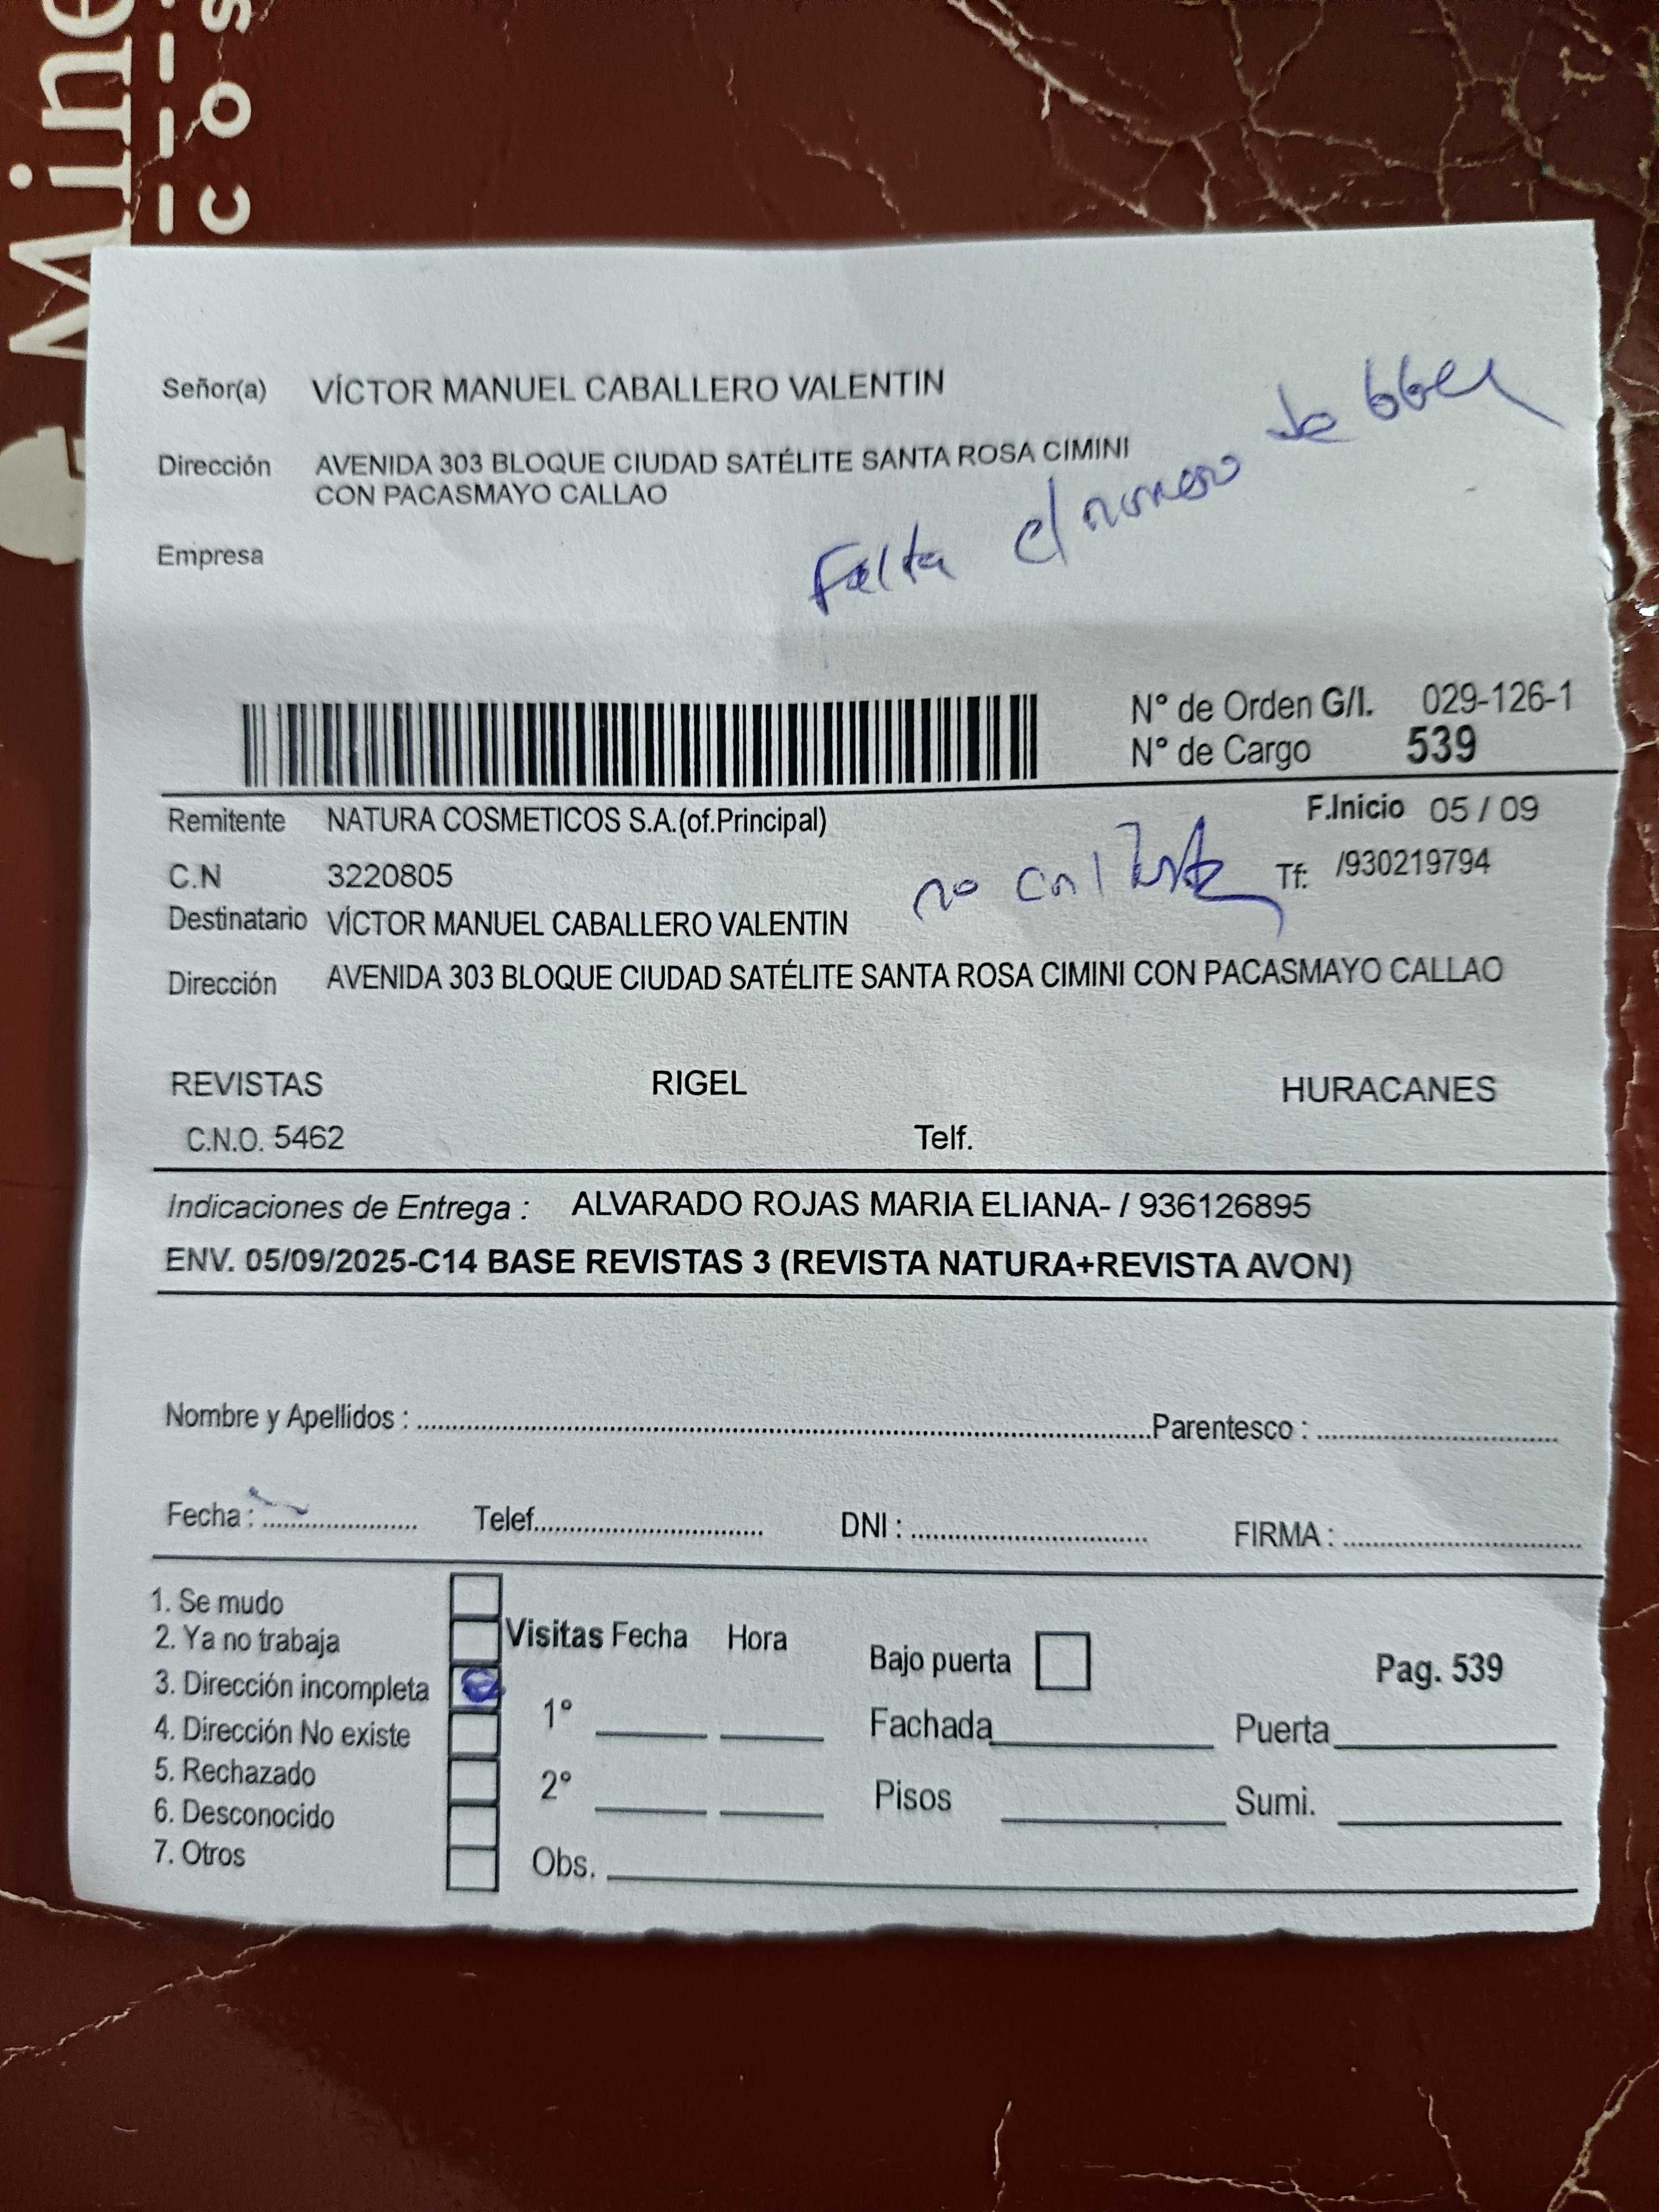 Mine
cos
Señor(a) VÍCTOR MANUEL CABALLERO VALENTIN
Dirección AVENIDA 303 BLOQUE CIUDAD SATÉLITE SANTA ROSA CIMINI
CON PACASMAYO CALLAO
Empresa
Falta el numero de
N° de Orden G/I. 029-126-1
N° de Cargo 539
Remitente NATURA COSMETICOS S.A.(of.Principal) F.Inicio 05 / 09
C.N 3220805 Tf: /930219794
no
Destinatario VÍCTOR MANUEL CABALLERO VALENTIN
Dirección AVENIDA 303 BLOQUE CIUDAD SATÉLITE SANTA ROSA CIMINI CON PACASMAYO CALLAO
REVISTAS RIGEL HURACANES
C.N.O. 5462 Telf.
Indicaciones de Entrega : ALVARADO ROJAS MARIA ELIANA- / 936126895
ENV. 05/09/2025-C14 BASE REVISTAS 3 (REVISTA NATURA+REVISTA AVON)
Nombre y Apellidos : Parentesco :
Fecha : Telef. DNI : FIRMA :
1. Se mudo
2. Ya no trabaja
3. Dirección incompleta
4. Dirección No existe
5. Rechazado
6. Desconocido
7. Otros
Visitas Fecha Hora
1°
2°
Obs.
Bajo puerta Pag. 539
Fachada Puerta
Pisos Sumi.